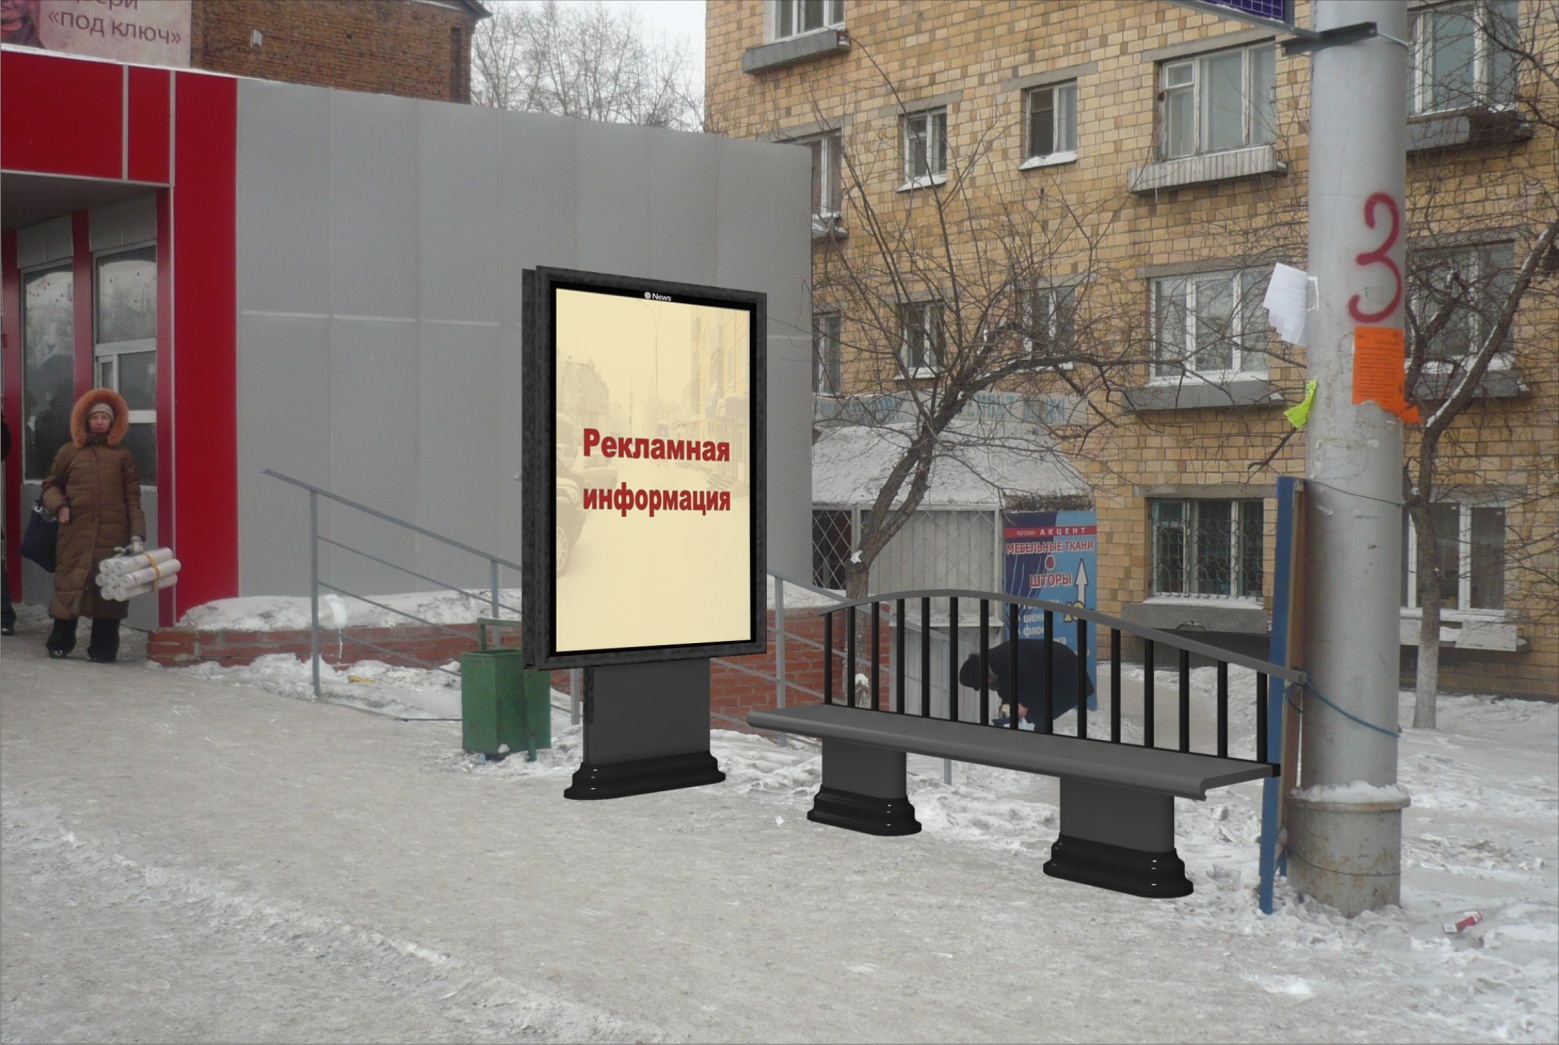 «под ключ»
News
Рекламная
информация
3
АКЦЕНТ
МЕБЕЛЬНЫЕ ТКАНИ
ШТОРЫ